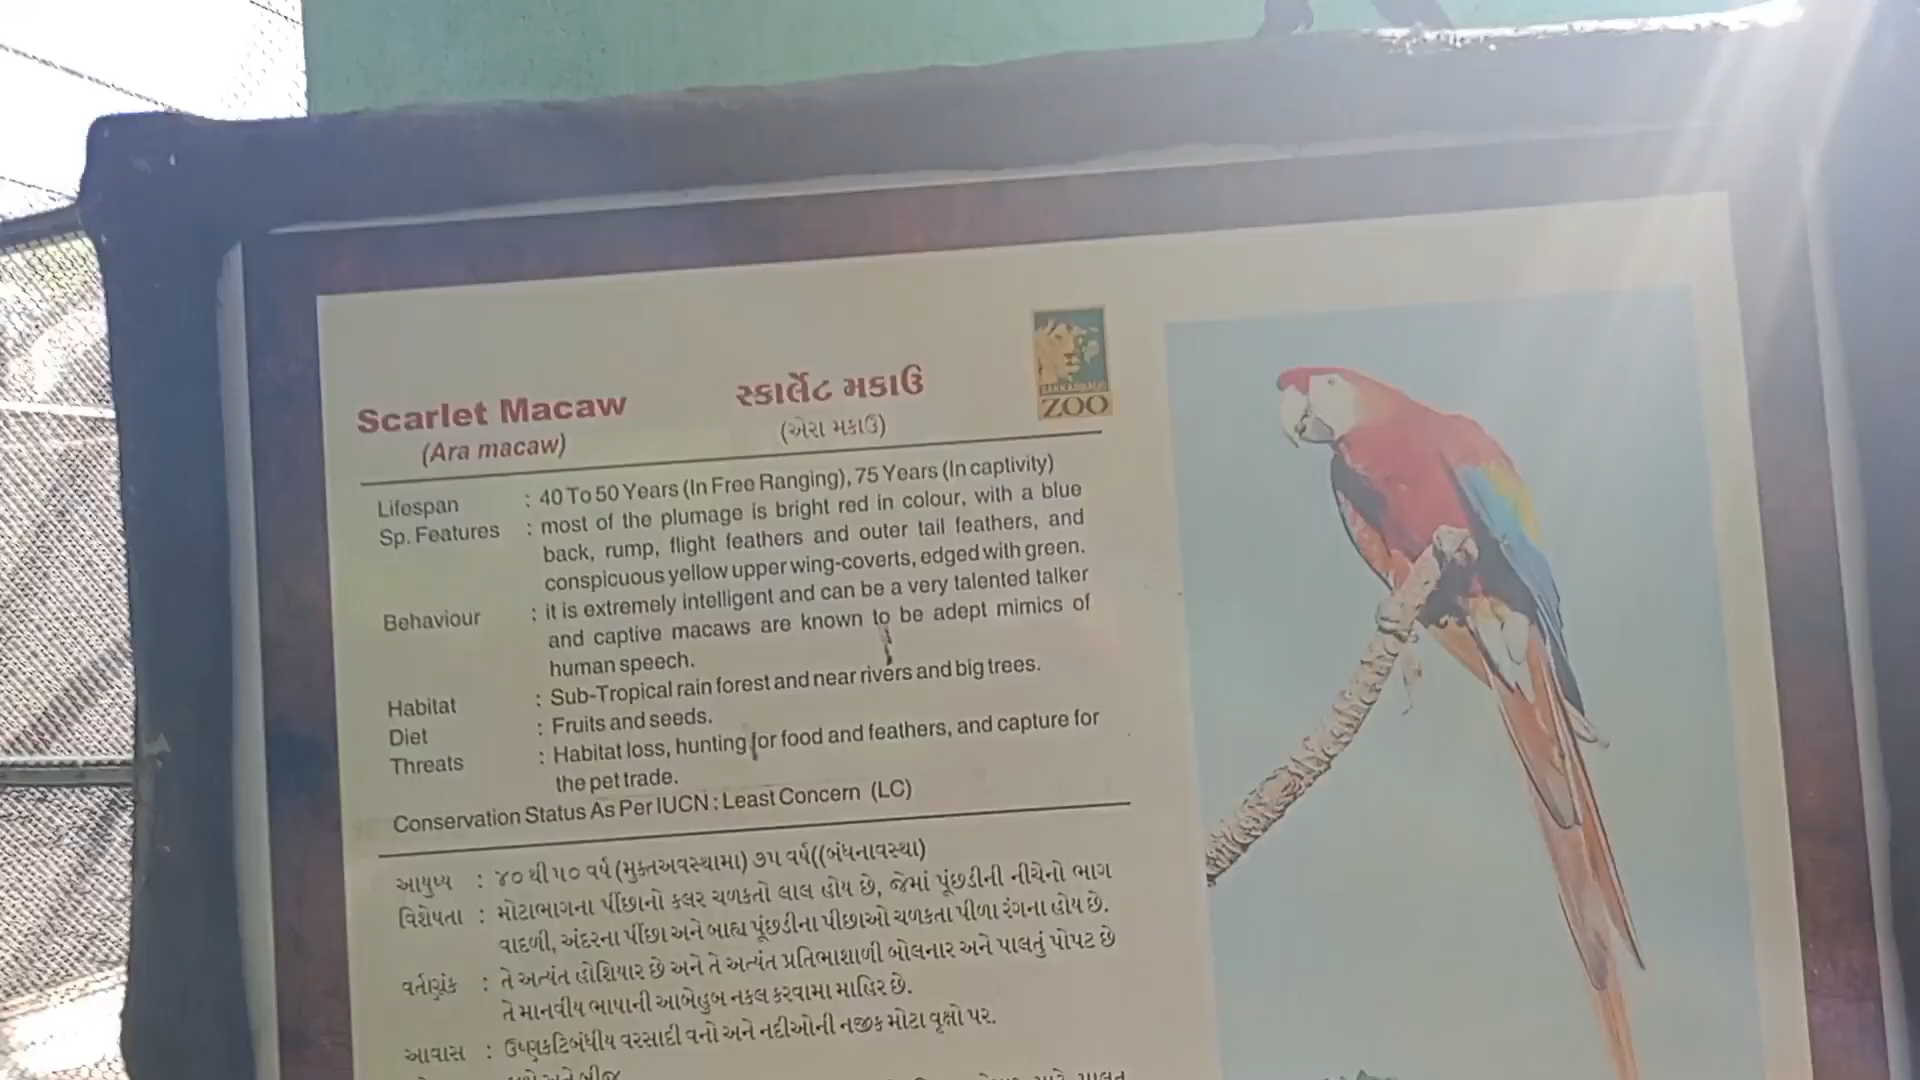 Scarlet Macaw
(Ara macaw)
સ્કાર્લેટ મકાઉ
(એરા મકાઉ)
SAKKARBAUG
ZOO
Lifespan : 40 To 50 Years (In Free Ranging), 75 Years (In captivity)
Sp. Features : most of the plumage is bright red in colour, with a blue
back, rump, flight feathers and outer tail feathers, and
conspicuous yellow upper wing-coverts, edged with green.
Behaviour : it is extremely intelligent and can be a very talented talker
and captive macaws are known to be adept mimics of
human speech.
Habitat : Sub-Tropical rain forest and near rivers and big trees.
Diet : Fruits and seeds.
Threats : Habitat loss, hunting for food and feathers, and capture for
the pet trade.
Conservation Status As Per IUCN : Least Concern (LC)
આયુષ્ય : ૪૦ થી ૫૦ વર્ષ (મુક્તઅવસ્થામા) ૭૫ વર્ષ((બંધનાવસ્થા)
વિશેષતા : મોટાભાગના પીંછાનો કલર ચળકતો લાલ હોય છે, જેમાં પૂંછડીની નીચેનો ભાગ
વાદળી, અંદરના પીંછા અને બાહ્ય પૂંછડીના પીછાઓ ચળકતા પીળા રંગના હોય છે.
વર્તણૂંક : તે અત્યંત હોશિયાર છે અને તે અત્યંત પ્રતિભાશાળી બોલનાર અને પાલતું પોપટ છે
તે માનવીય ભાષાની આબેહુબ નકલ કરવામા માહિર છે.
આવાસ : ઉષ્ણકટિબંધીય વરસાદી વનો અને નદીઓની નજીક મોટા વૃક્ષો પર.